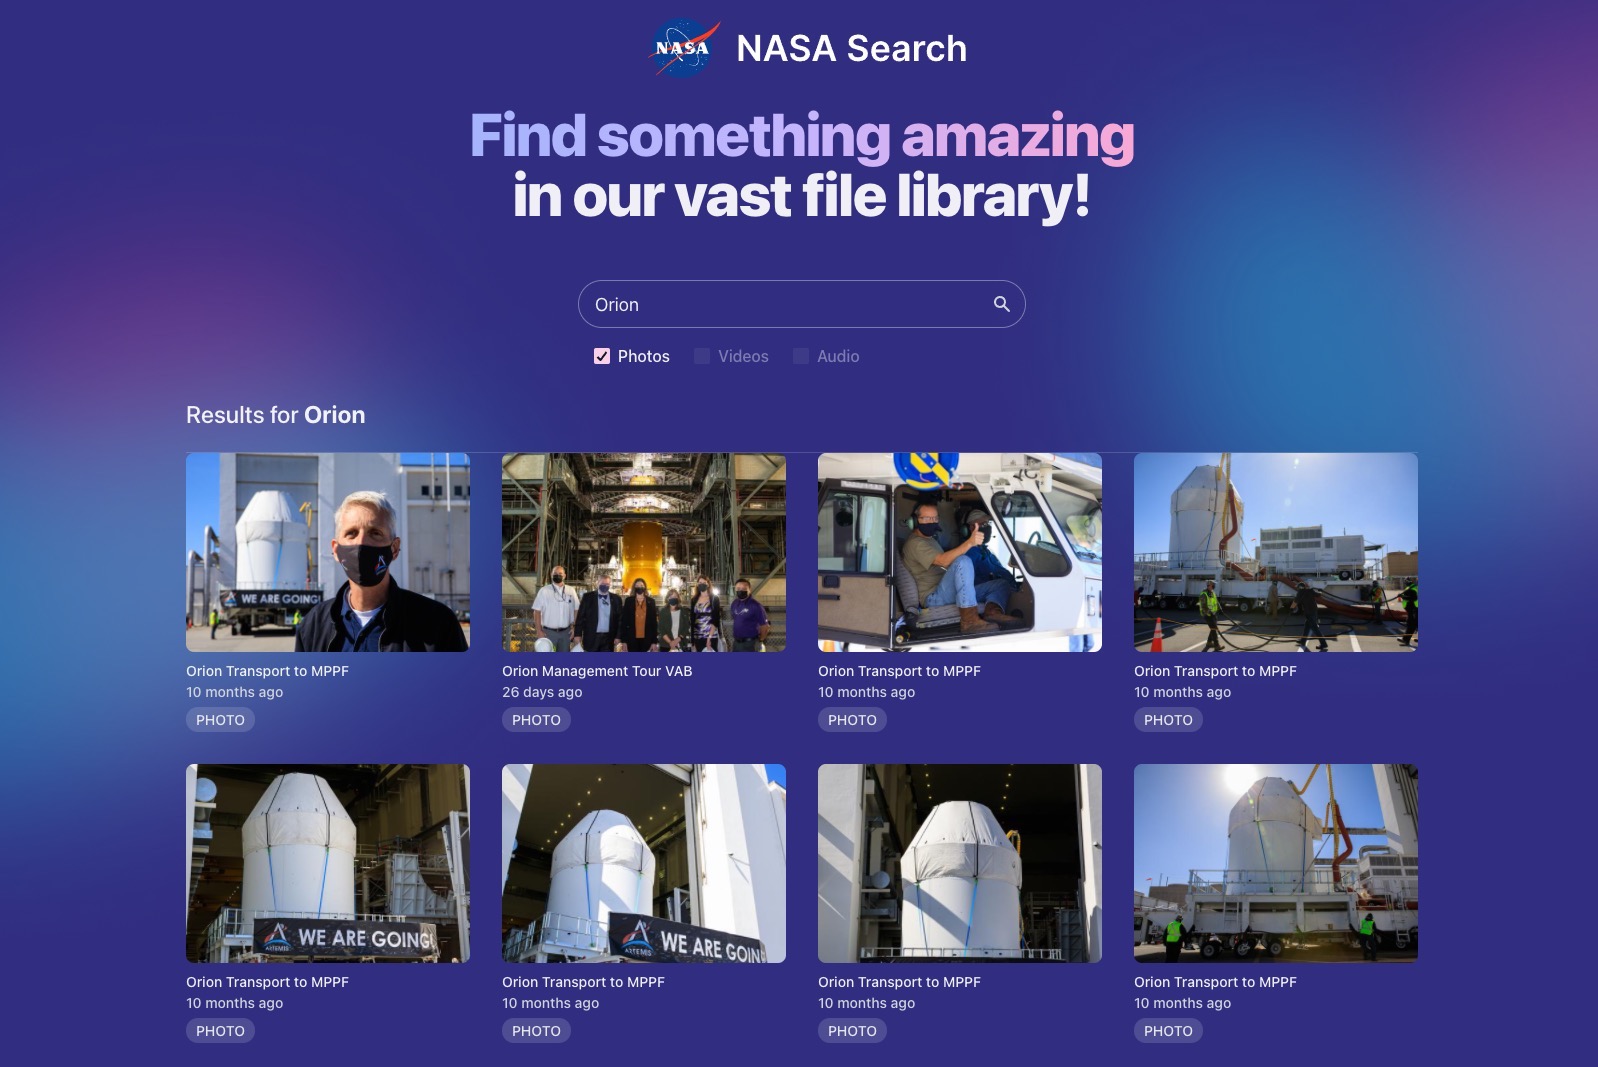 NASA
NASA Search
Find something amazing
in our vast file library!
Orion
Photos Videos Audio
Results for Orion
WE ARE GOING!
Orion Transport to MPPF
10 months ago
PHOTO
Orion Management Tour VAB
26 days ago
PHOTO
Orion Transport to MPPF
10 months ago
PHOTO
Orion Transport to MPPF
10 months ago
PHOTO
ARTEMIS WE ARE GOING!
Orion Transport to MPPF
10 months ago
PHOTO
ARTEMIS WE ARE GOIN
Orion Transport to MPPF
10 months ago
PHOTO
Orion Transport to MPPF
10 months ago
PHOTO
Orion Transport to MPPF
10 months ago
PHOTO